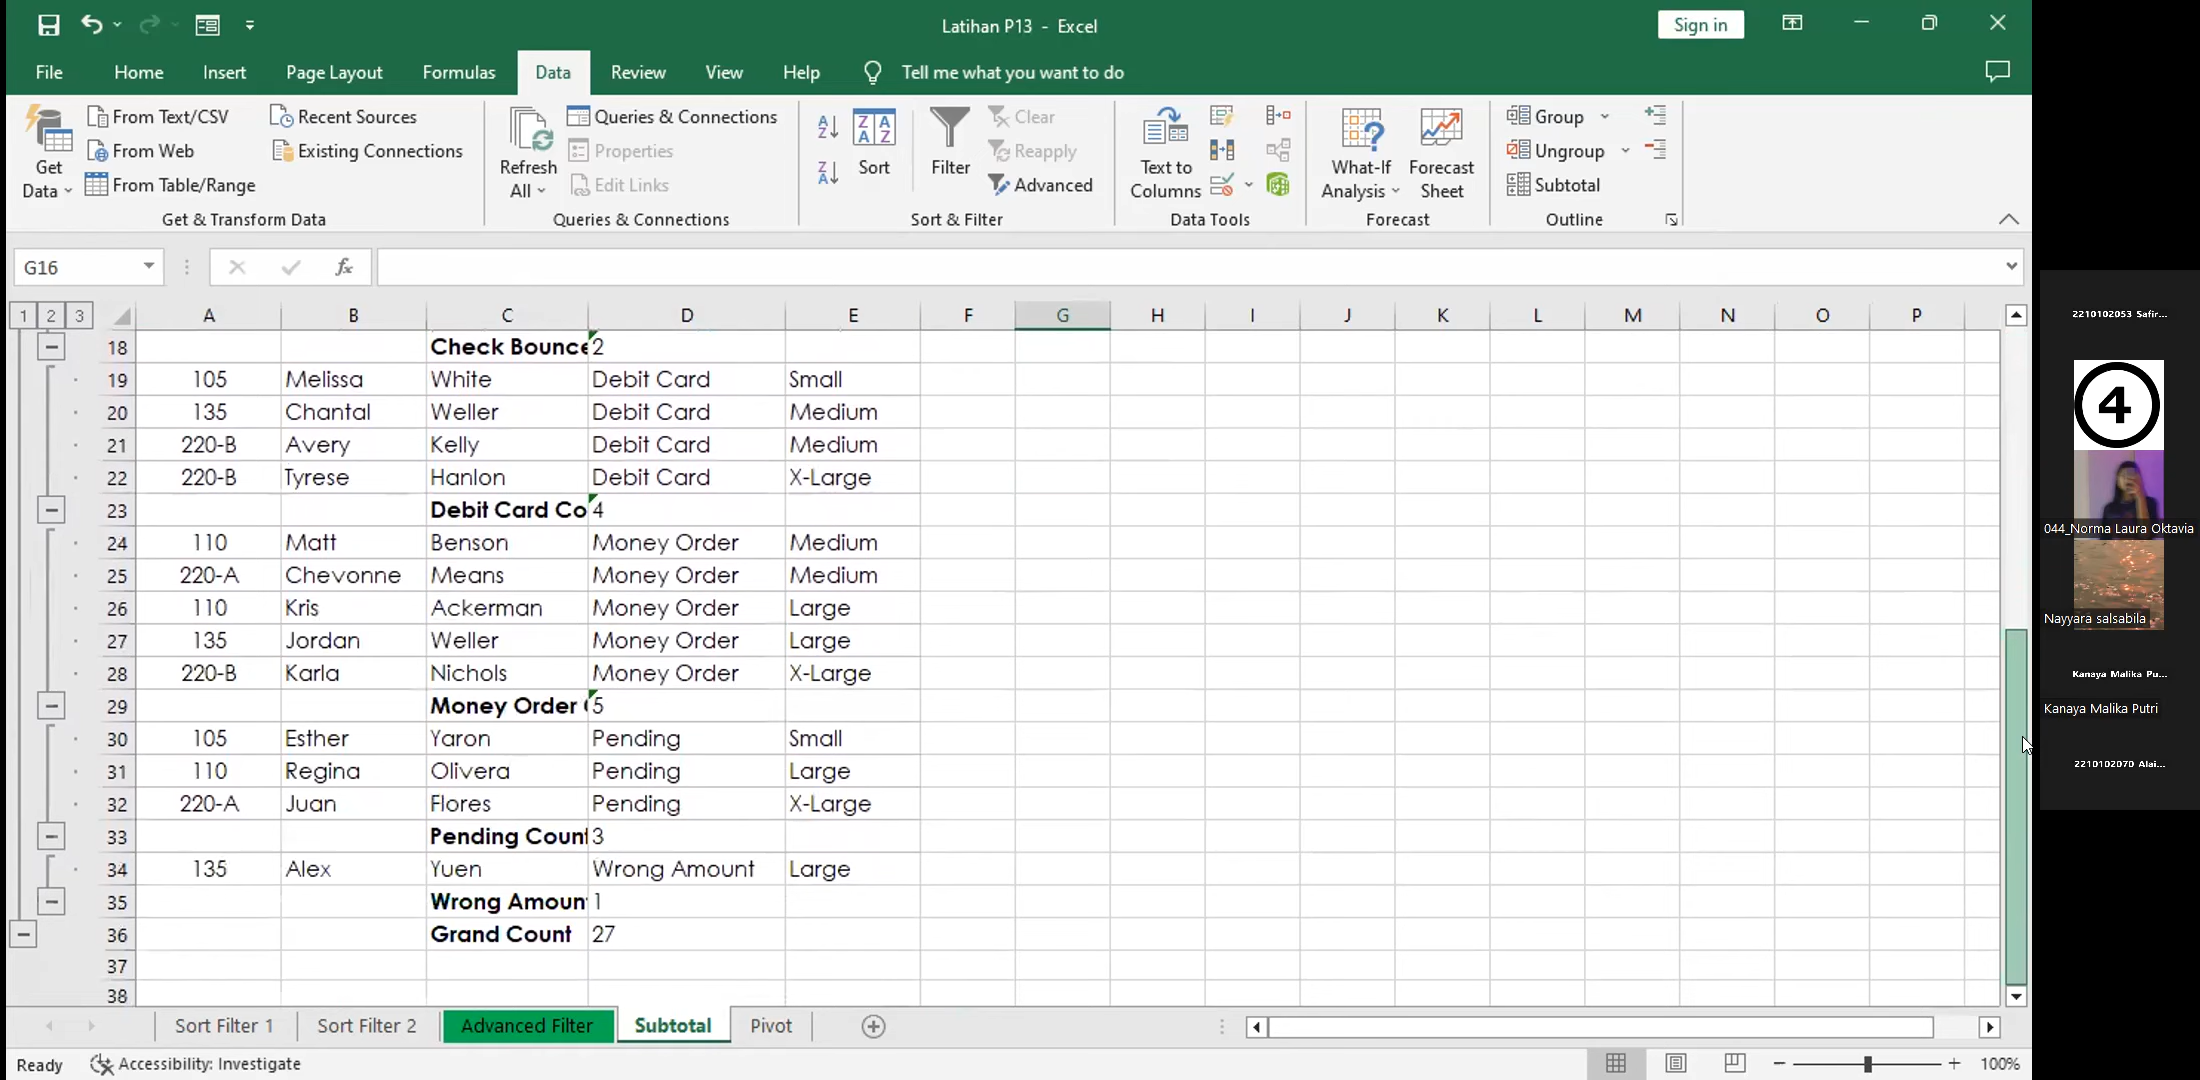 Latihan P13 - Excel
Sign in
File Home Insert Page Layout Formulas Data Review View Help Tell me what you want to do
Get Data
From Text/CSV
From Web
From Table/Range
Recent Sources
Existing Connections
Get & Transform Data
Refresh All
Queries & Connections
Properties
Edit Links
Queries & Connections
Sort
Filter
Clear
Reapply
Advanced
Sort & Filter
Text to Columns
Data Tools
What-If Analysis
Forecast Sheet
Forecast
Group
Ungroup
Subtotal
Outline
G16
fx
1 2 3
A B C D E F G H I J K L M N O P
18 Check Bounce 2
19 105 Melissa White Debit Card Small
20 135 Chantal Weller Debit Card Medium
21 220-B Avery Kelly Debit Card Medium
22 220-B Tyrese Hanlon Debit Card X-Large
23 Debit Card Co 4
24 110 Matt Benson Money Order Medium
25 220-A Chevonne Means Money Order Medium
26 110 Kris Ackerman Money Order Large
27 135 Jordan Weller Money Order Large
28 220-B Karla Nichols Money Order X-Large
29 Money Order 5
30 105 Esther Yaron Pending Small
31 110 Regina Olivera Pending Large
32 220-A Juan Flores Pending X-Large
33 Pending Count 3
34 135 Alex Yuen Wrong Amount Large
35 Wrong Amoun 1
36 Grand Count 27
37
38
Sort Filter 1 Sort Filter 2 Advanced Filter Subtotal Pivot
Ready Accessibility: Investigate 100%
2210102053 Safir...
4
044_Norma Laura Oktavia
Nayyara salsabila
Kanaya Malika Pu...
Kanaya Malika Putri
2210102070 Alai...